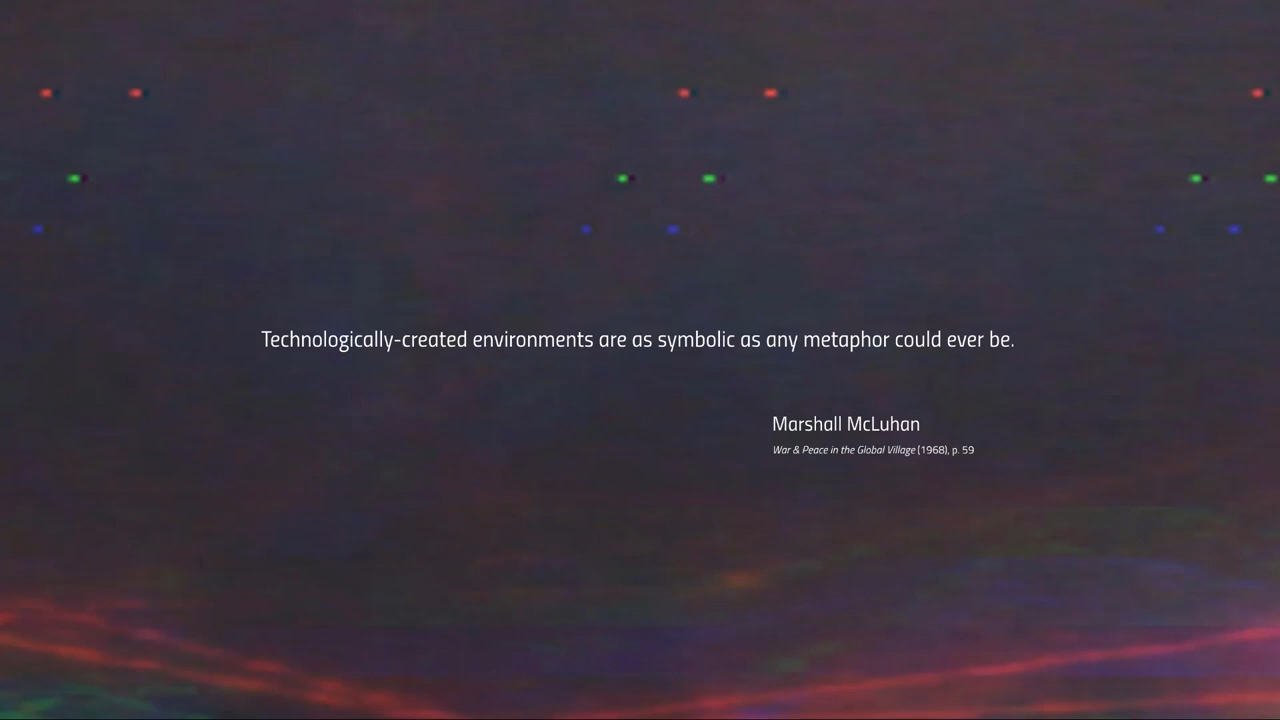 Technologically-created environments are as symbolic as any metaphor could ever be.
Marshall McLuhan
War & Peace in the Global Village (1968), p. 59